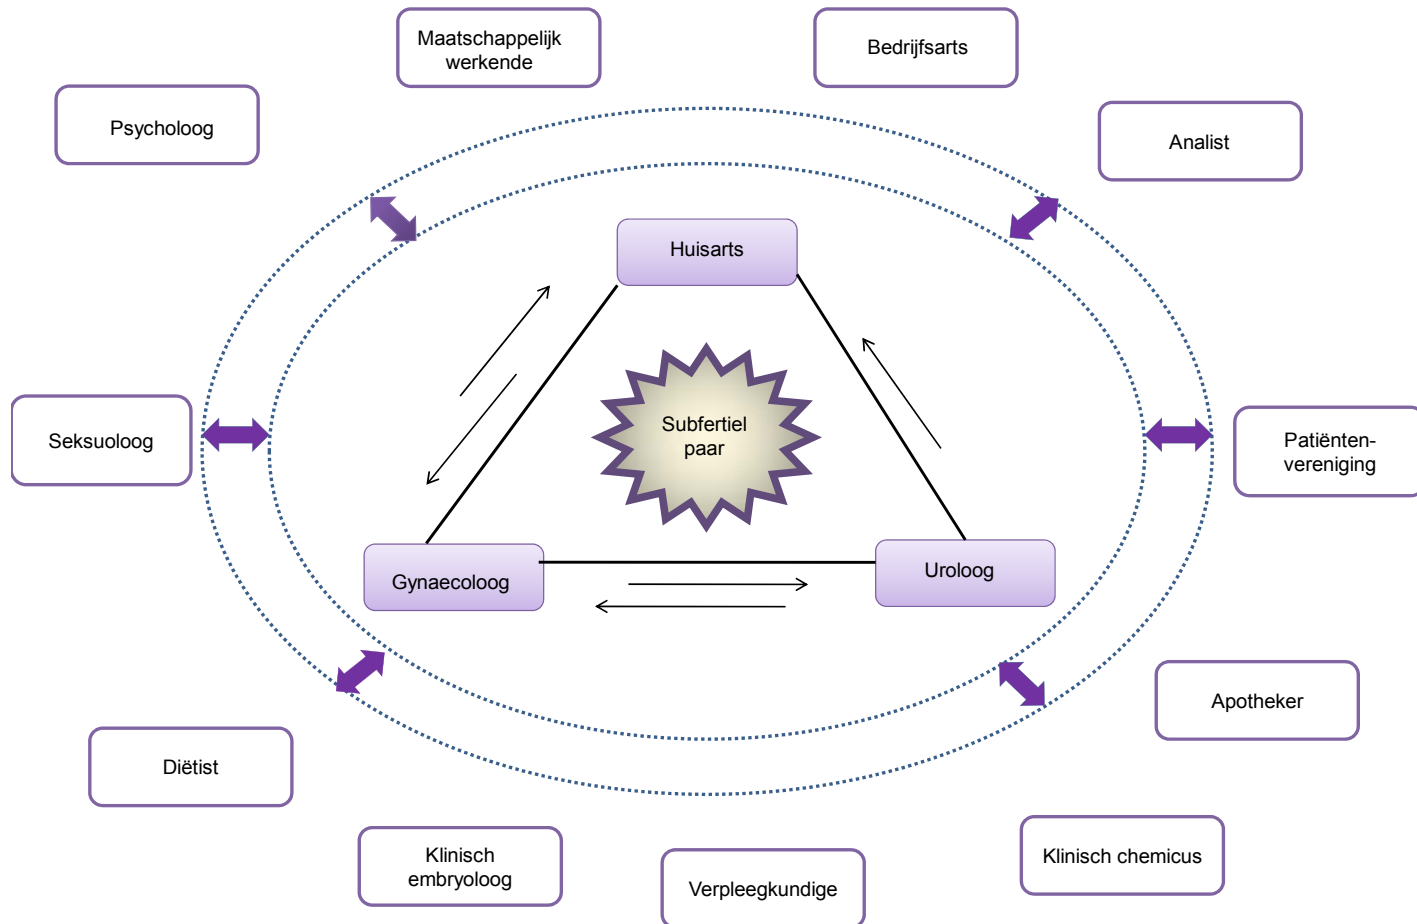 Maatschappelijk
werkende
Bedrijfsarts
Psycholoog
Analist
Huisarts
Seksuoloog
Subfertiel
paar
Patiënten-
vereniging
Gynaecoloog
Uroloog
Apotheker
Diëtist
Klinisch
embryoloog
Verpleegkundige
Klinisch chemicus